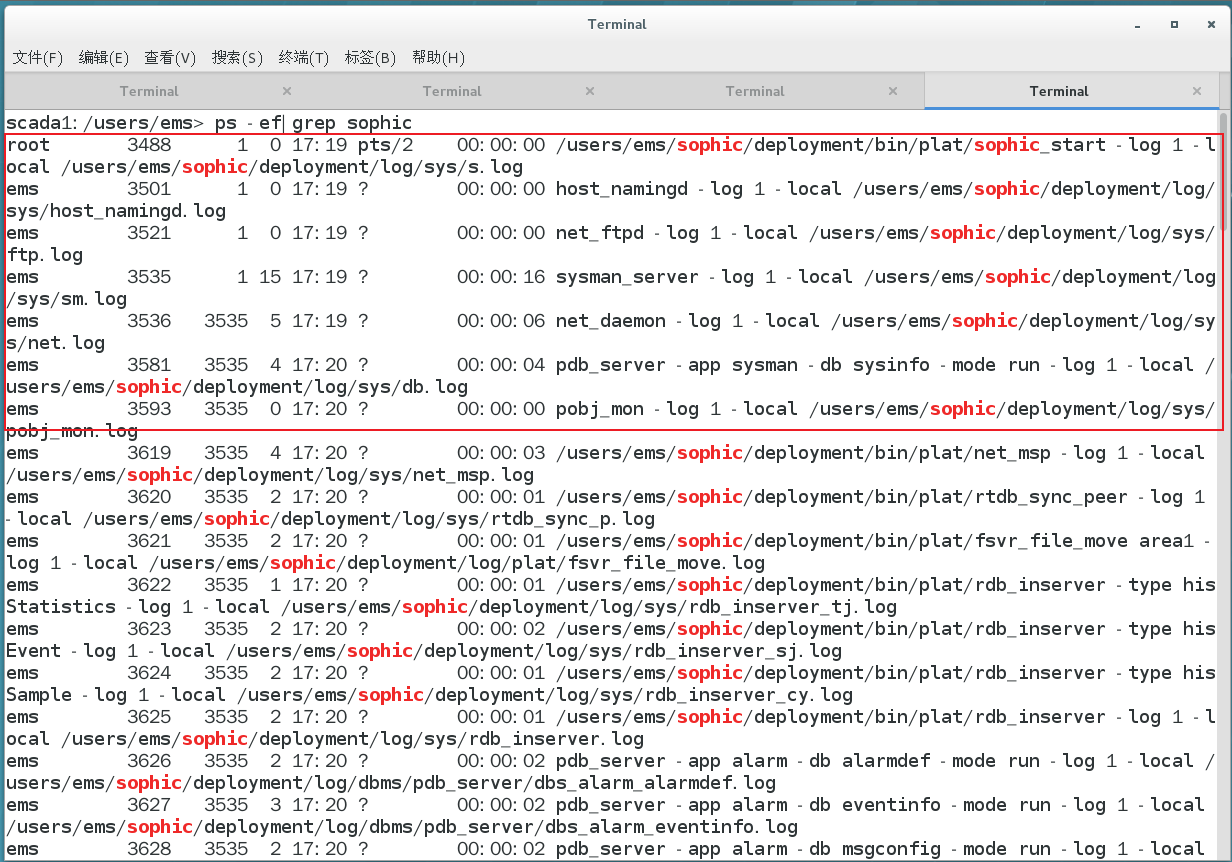 Terminal
文件(F) 编辑(E) 查看(V) 搜索(S) 终端(T) 标签(B) 帮助(H)
Terminal × Terminal × Terminal × Terminal ×
scada1:/users/ems> ps -ef| grep sophic
root 3488 1 0 17:19 pts/2 00:00:00 /users/ems/sophic/deployment/bin/plat/sophic_start -log 1 -l
ocal /users/ems/sophic/deployment/log/sys/s.log
ems 3501 1 0 17:19 ? 00:00:00 host_namingd -log 1 -local /users/ems/sophic/deployment/log/
sys/host_namingd.log
ems 3521 1 0 17:19 ? 00:00:00 net_ftpd -log 1 -local /users/ems/sophic/deployment/log/sys/
ftp.log
ems 3535 1 15 17:19 ? 00:00:16 sysman_server -log 1 -local /users/ems/sophic/deployment/log
/sys/sm.log
ems 3536 3535 5 17:19 ? 00:00:06 net_daemon -log 1 -local /users/ems/sophic/deployment/log/sy
s/net.log
ems 3581 3535 4 17:20 ? 00:00:04 pdb_server -app sysman -db sysinfo -mode run -log 1 -local /
users/ems/sophic/deployment/log/sys/db.log
ems 3593 3535 0 17:20 ? 00:00:00 pobj_mon -log 1 -local /users/ems/sophic/deployment/log/sys/
pobj_mon.log
ems 3619 3535 4 17:20 ? 00:00:03 /users/ems/sophic/deployment/bin/plat/net_msp -log 1 -local
/users/ems/sophic/deployment/log/sys/net_msp.log
ems 3620 3535 2 17:20 ? 00:00:01 /users/ems/sophic/deployment/bin/plat/rtdb_sync_peer -log 1
-local /users/ems/sophic/deployment/log/sys/rtdb_sync_p.log
ems 3621 3535 2 17:20 ? 00:00:01 /users/ems/sophic/deployment/bin/plat/fsvr_file_move area1 -
log 1 -local /users/ems/sophic/deployment/log/plat/fsvr_file_move.log
ems 3622 3535 1 17:20 ? 00:00:01 /users/ems/sophic/deployment/bin/plat/rdb_inserver -type his
Statistics -log 1 -local /users/ems/sophic/deployment/log/sys/rdb_inserver_tj.log
ems 3623 3535 2 17:20 ? 00:00:02 /users/ems/sophic/deployment/bin/plat/rdb_inserver -type his
Event -log 1 -local /users/ems/sophic/deployment/log/sys/rdb_inserver_sj.log
ems 3624 3535 2 17:20 ? 00:00:01 /users/ems/sophic/deployment/bin/plat/rdb_inserver -type his
Sample -log 1 -local /users/ems/sophic/deployment/log/sys/rdb_inserver_cy.log
ems 3625 3535 2 17:20 ? 00:00:01 /users/ems/sophic/deployment/bin/plat/rdb_inserver -log 1 -l
ocal /users/ems/sophic/deployment/log/sys/rdb_inserver.log
ems 3626 3535 2 17:20 ? 00:00:02 pdb_server -app alarm -db alarmdef -mode run -log 1 -local /
users/ems/sophic/deployment/log/dbms/pdb_server/dbs_alarm_alarmdef.log
ems 3627 3535 3 17:20 ? 00:00:02 pdb_server -app alarm -db eventinfo -mode run -log 1 -local
/users/ems/sophic/deployment/log/dbms/pdb_server/dbs_alarm_eventinfo.log
ems 3628 3535 2 17:20 ? 00:00:02 pdb_server -app alarm -db msgconfig -mode run -log 1 -local